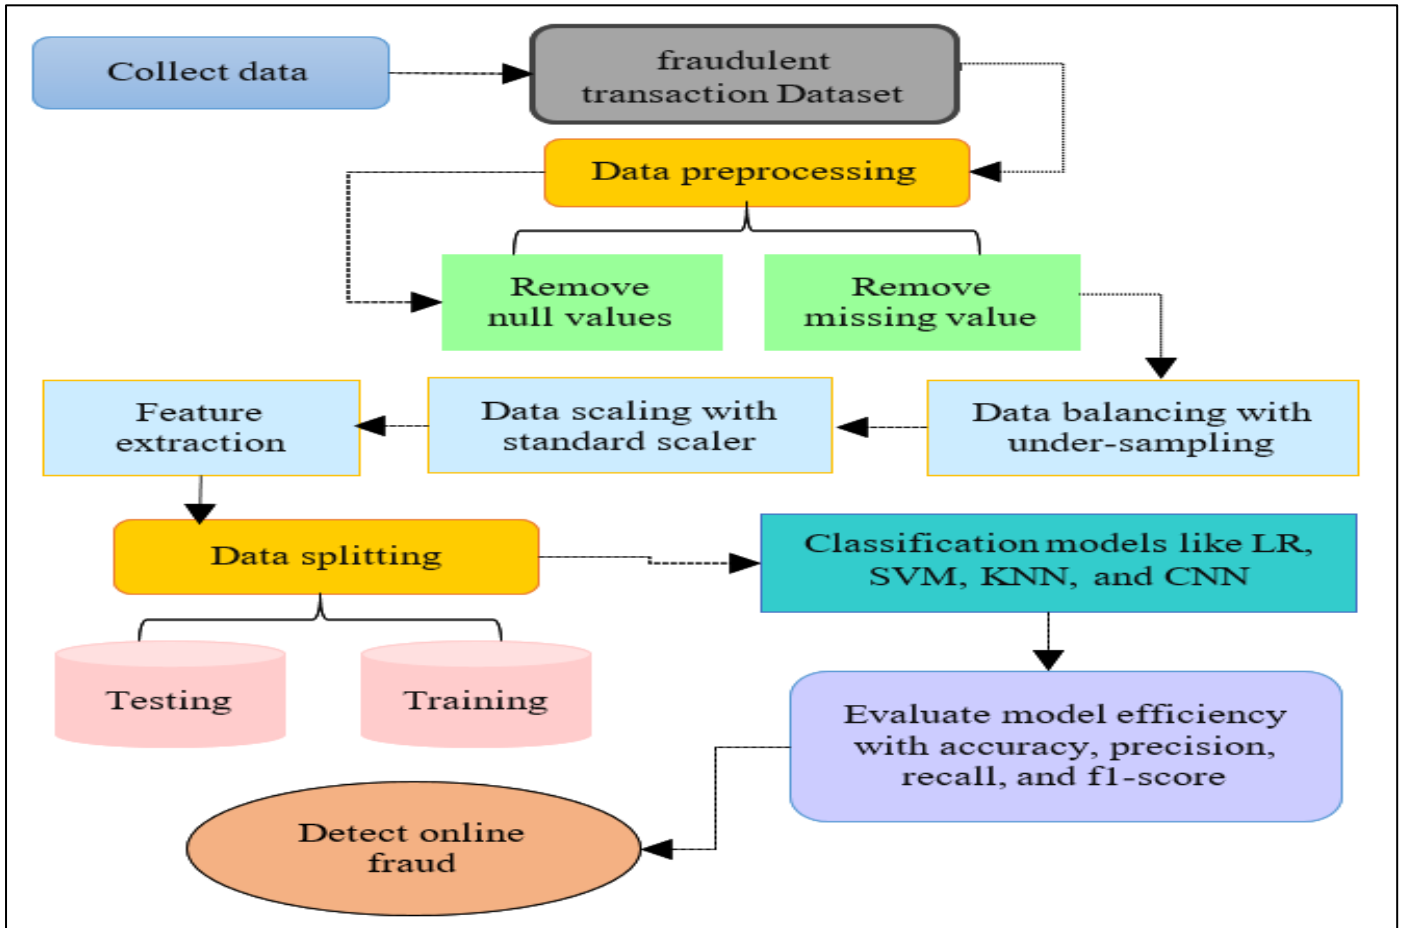 Collect data
fraudulent
transaction Dataset
Data preprocessing
Remove
null values
Remove
missing value
Feature
extraction
Data scaling with
standard scaler
Data balancing with
under-sampling
Data splitting
Classification models like LR,
SVM, KNN, and CNN
Testing
Training
Evaluate model efficiency
with accuracy, precision,
recall, and f1-score
Detect online
fraud